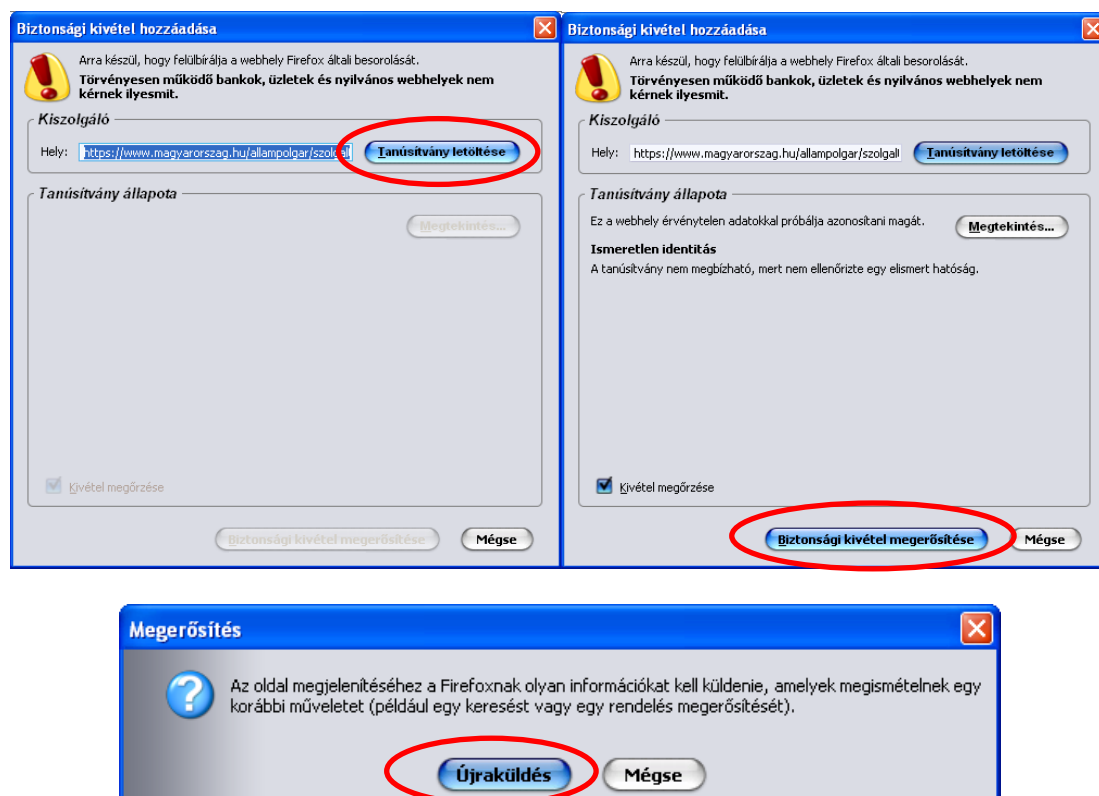 Biztonsági kivétel hozzáadása
Arra készül, hogy felülbírálja a webhely Firefox általi besorolását.
Törvényesen működő bankok, üzletek és nyilvános webhelyek nem
kérnek ilyesmit.
Kiszolgáló
Hely: https://www.magyarorszag.hu/allampolgar/szolgall Tanúsítvány letöltése
Tanúsítvány állapota
Megtekintés...
Kivétel megőrzése
Biztonsági kivétel megerősítése Mégse
Biztonsági kivétel hozzáadása
Arra készül, hogy felülbírálja a webhely Firefox általi besorolását.
Törvényesen működő bankok, üzletek és nyilvános webhelyek nem
kérnek ilyesmit.
Kiszolgáló
Hely: https://www.magyarorszag.hu/allampolgar/szolgall Tanúsítvány letöltése
Tanúsítvány állapota
Ez a webhely érvénytelen adatokkal próbálja azonosítani magát. Megtekintés...
Ismeretlen identitás
A tanúsítvány nem megbízható, mert nem ellenőrizte egy elismert hatóság.
Kivétel megőrzése
Biztonsági kivétel megerősítése Mégse
Megerősítés
Az oldal megjelenítéséhez a Firefoxnak olyan információkat kell küldenie, amelyek megismételnek egy
korábbi műveletet (például egy keresést vagy egy rendelés megerősítését).
Újraküldés Mégse